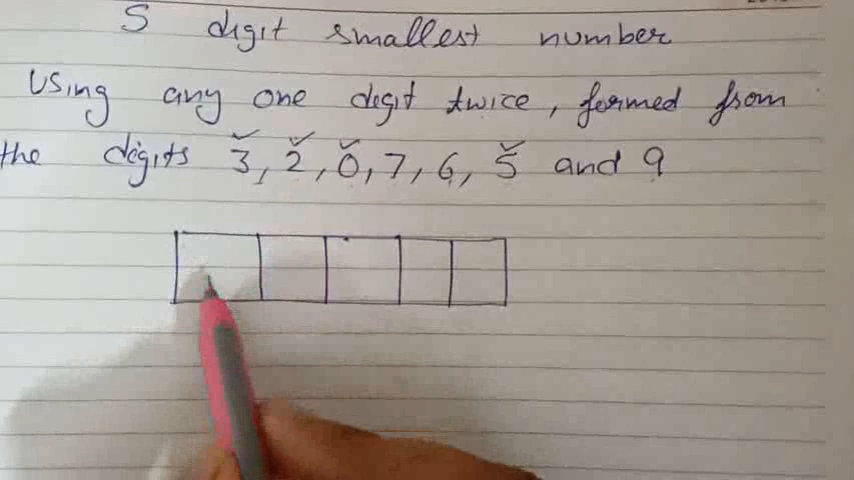 5 digit smallest number
Using any one digit twice, formed from
the digits 3, 2, 0, 7, 6, 5 and 9